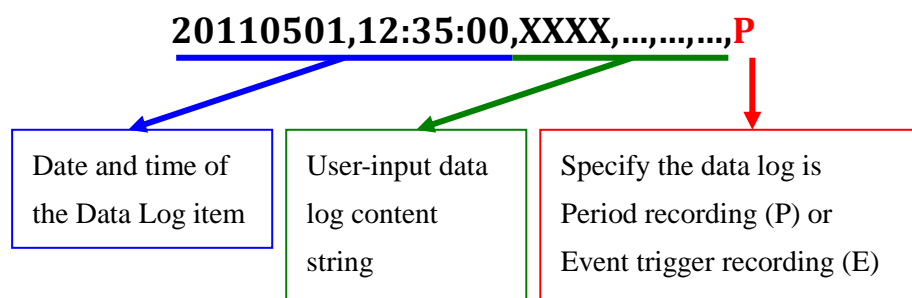 20110501,12:35:00,XXXX,...,...,...,P
Date and time of
the Data Log item
User-input data
log content
string
Specify the data log is
Period recording (P) or
Event trigger recording (E)